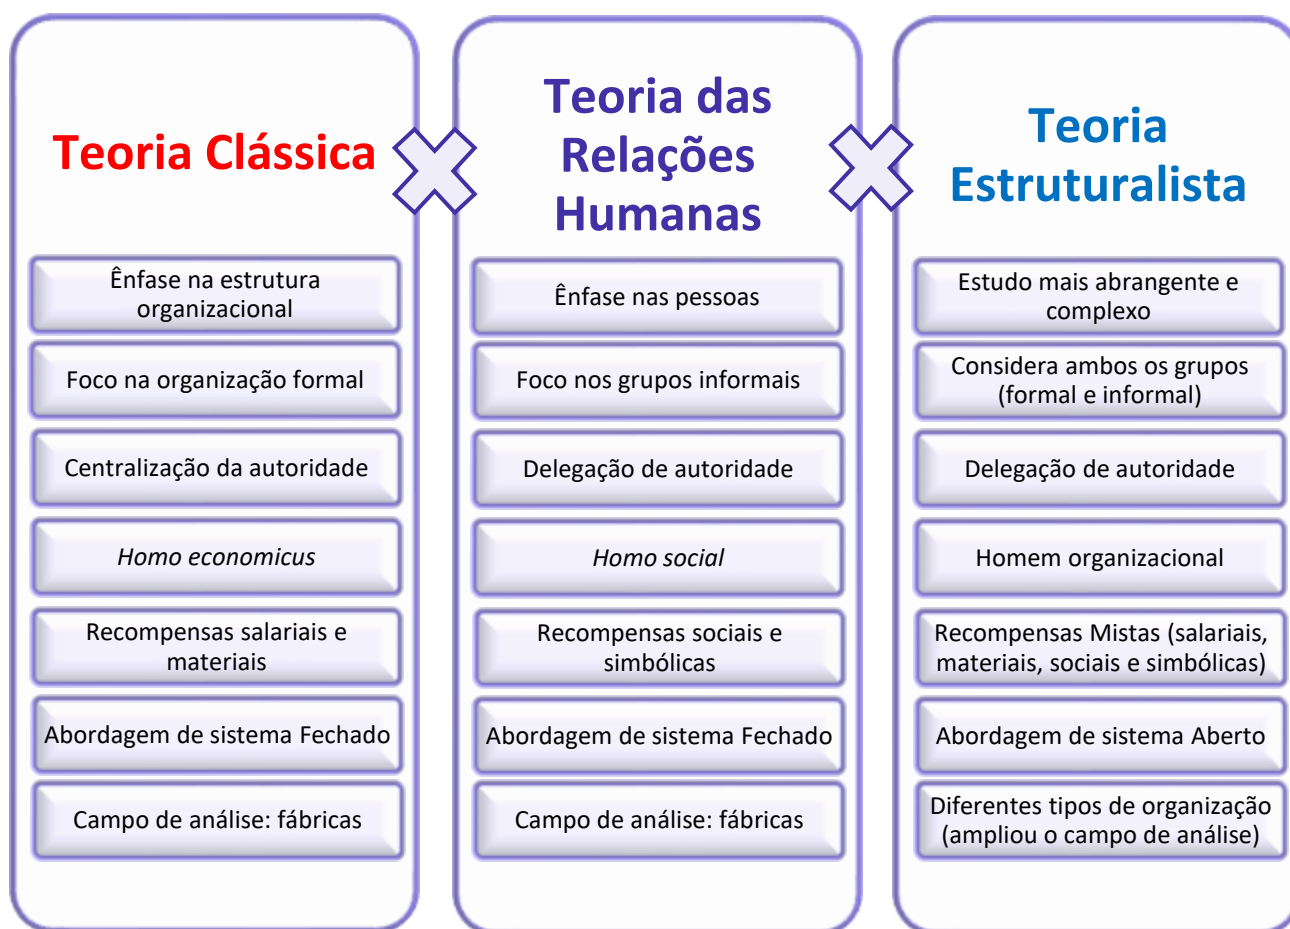 Teoria Clássica
Ênfase na estrutura
organizacional
Foco na organização formal
Centralização da autoridade
Homo economicus
Recompensas salariais e
materiais
Abordagem de sistema Fechado
Campo de análise: fábricas
Teoria das
Relações
Humanas
Ênfase nas pessoas
Foco nos grupos informais
Delegação de autoridade
Homo social
Recompensas sociais e
simbólicas
Abordagem de sistema Fechado
Campo de análise: fábricas
Teoria
Estruturalista
Estudo mais abrangente e
complexo
Considera ambos os grupos
(formal e informal)
Delegação de autoridade
Homem organizacional
Recompensas Mistas (salariais,
materiais, sociais e simbólicas)
Abordagem de sistema Aberto
Diferentes tipos de organização
(ampliou o campo de análise)